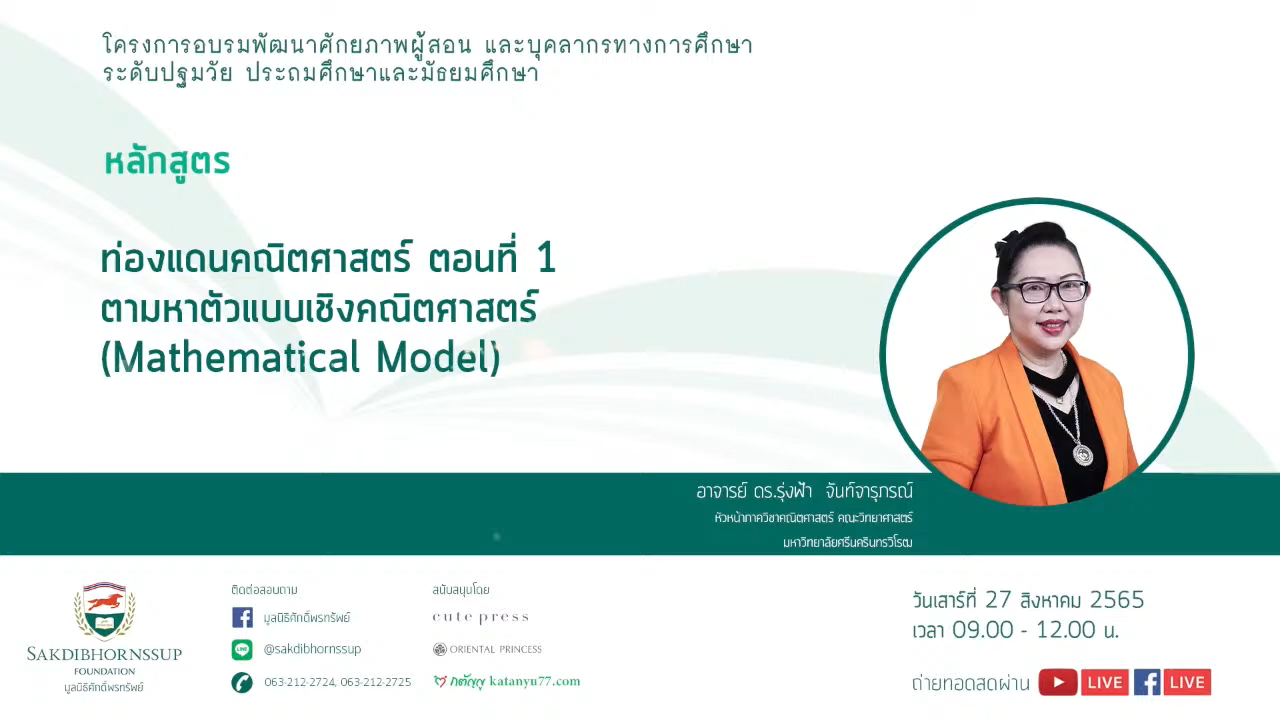 โครงการอบรมพัฒนาศักยภาพผู้สอน และบุคลากรทางการศึกษา
ระดับปฐมวัย ประถมศึกษาและมัธยมศึกษา
หลักสูตร
ท่องแดนคณิตศาสตร์ ตอนที่ 1
ตามหาตัวแบบเชิงคณิตศาสตร์
(Mathematical Model)
อาจารย์ ดร.รุ่งฟ้า จันท์จารุภรณ์
หัวหน้าภาควิชาคณิตศาสตร์ คณะวิทยาศาสตร์
มหาวิทยาลัยศรีนครินทรวิโรฒ
SAKDIBHORNSSUP
FOUNDATION
มูลนิธิศักดิ์พรทรัพย์
ติดต่อสอบถาม
มูลนิธิศักดิ์พรทรัพย์
LINE
@sakdibhornssup
063-212-2724, 063-212-2725
สนับสนุนโดย
cute press
ORIENTAL PRINCESS
กตัญญู katanyu77.com
วันเสาร์ที่ 27 สิงหาคม 2565
เวลา 09.00 - 12.00 น.
ถ่ายทอดสดผ่าน LIVE LIVE